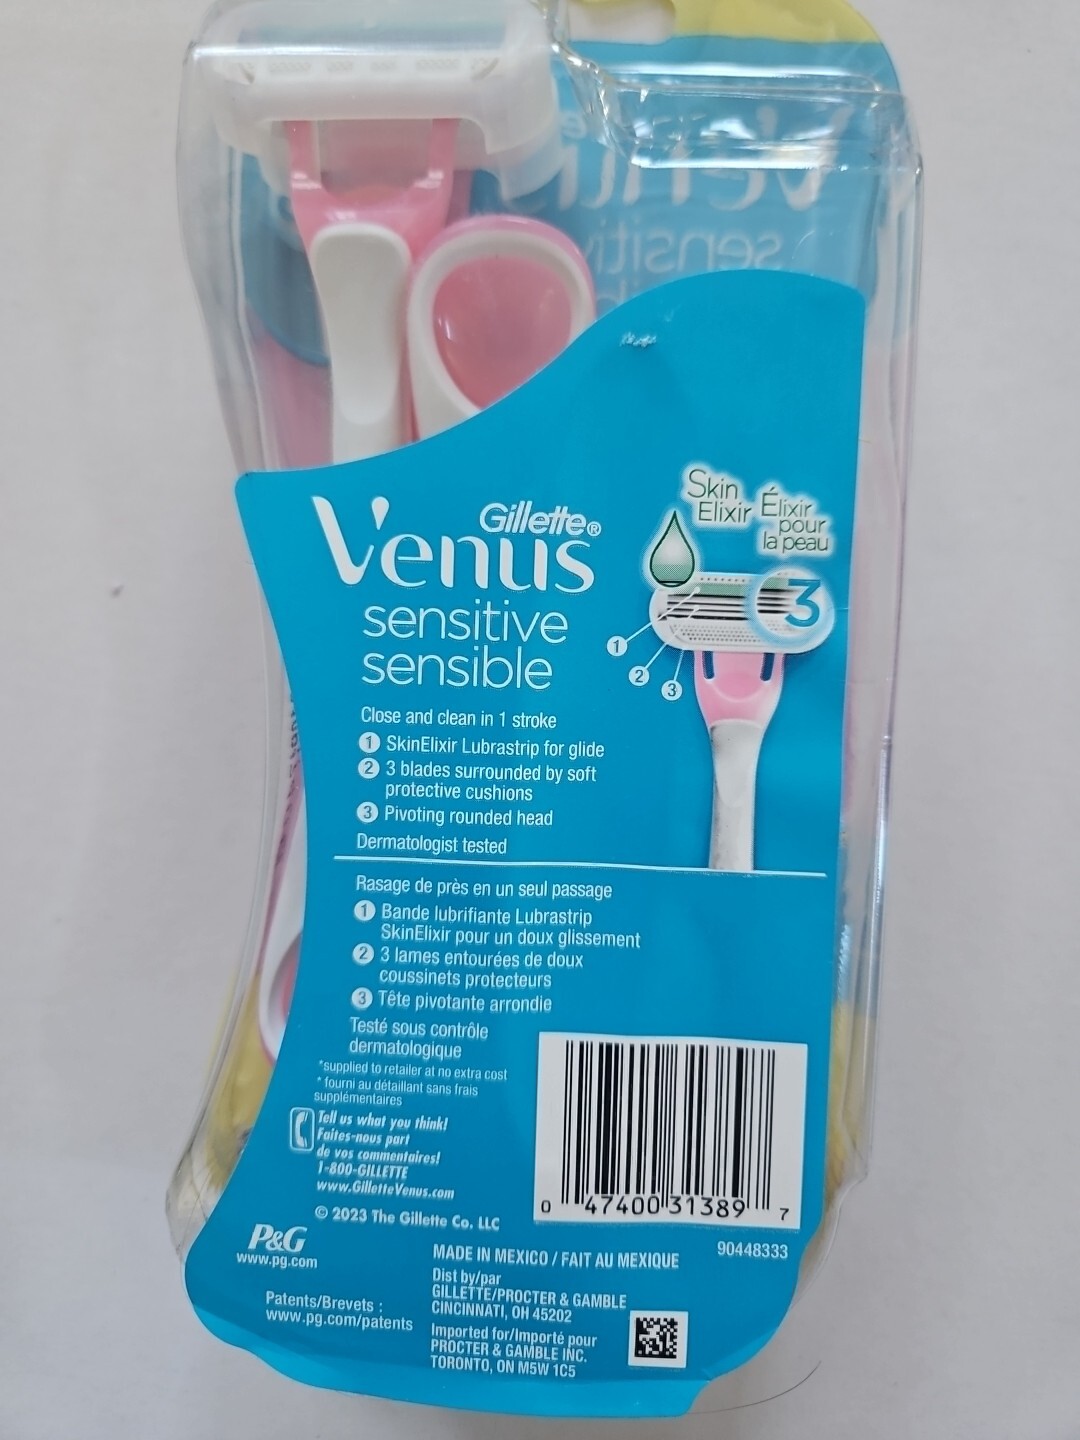 Venus
sensitive
Skin
Elixir
Élixir
pour
la peau
3
Gillette®
Venus
sensitive
sensible
1
2
3
Close and clean in 1 stroke
1 SkinElixir Lubrastrip for glide
2 3 blades surrounded by soft
protective cushions
3 Pivoting rounded head
Dermatologist tested
Rasage de près en un seul passage
1 Bande lubrifiante Lubrastrip
SkinElixir pour un doux glissement
2 3 lames entourées de doux
coussinets protecteurs
3 Tête pivotante arrondie
Testé sous contrôle
dermatologique
*supplied to retailer at no extra cost
* fourni au détaillant sans frais
supplémentaires
Tell us what you think!
Faites-nous part
de vos commentaires!
1-800-GILLETTE
www.GilletteVenus.com
© 2023 The Gillette Co. LLC
0 47400 31389 7
90448333
P&G
www.pg.com
Patents/Brevets :
www.pg.com/patents
MADE IN MEXICO / FAIT AU MEXIQUE
Dist by/par
GILLETTE/PROCTER & GAMBLE
CINCINNATI, OH 45202
Imported for/Importé pour
PROCTER & GAMBLE INC.
TORONTO, ON M5W 1C5